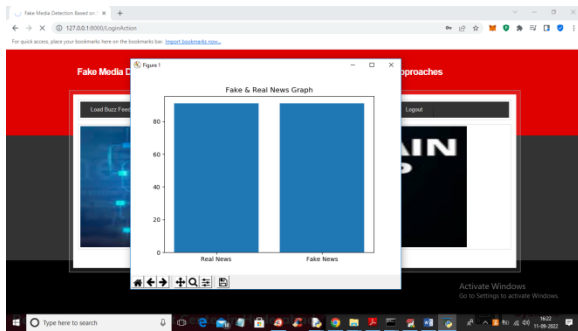 Fake Media Detection Based on
127.0.0.1:8000/LoginAction
For quick access, place your bookmarks here on the bookmarks bar. Import bookmarks now...
Fake Media D
pproaches
Figure 1
Load Buzz Feed
Logout
Fake & Real News Graph
80
60
40
20
0
Real News
Fake News
AIN
Activate Windows
Go to Settings to activate Windows.
Type here to search
16:22
11-09-2022